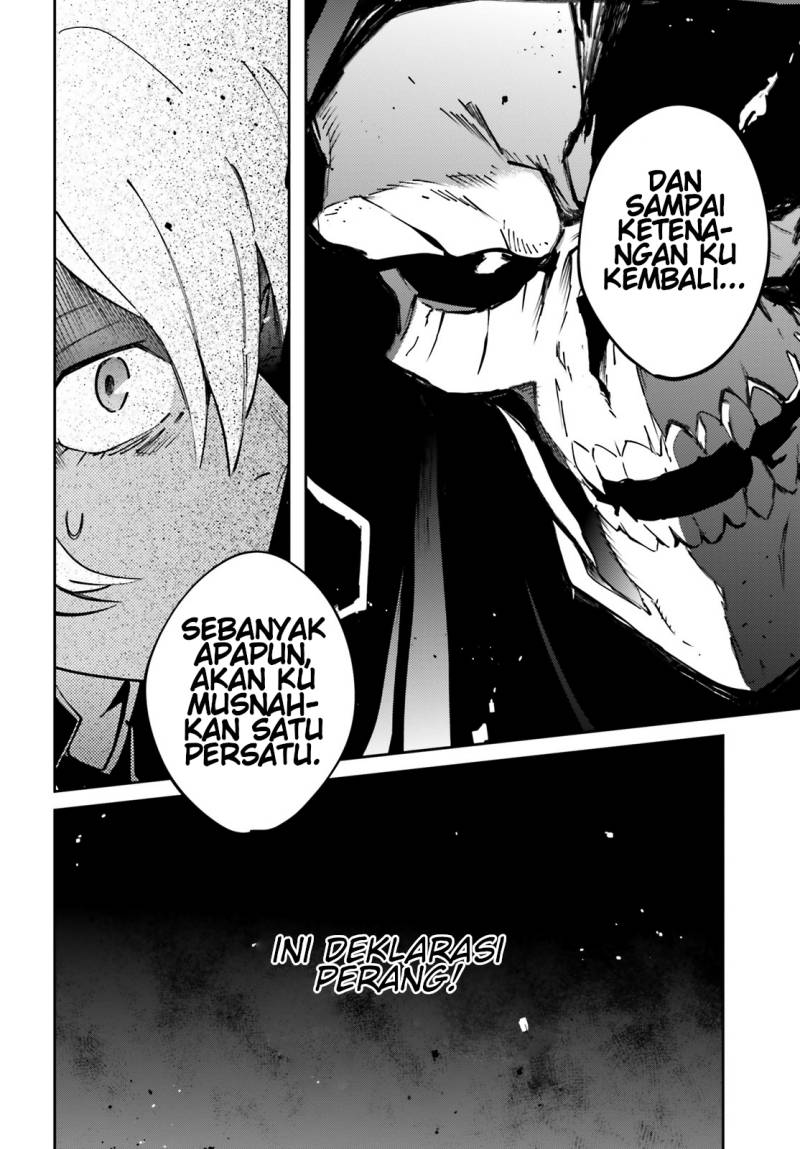 DAN
SAMPAI
KETENA-
NGAN KU
KEMBALI...
SEBANYAK
APAPUN,
AKAN KU
MUSNAH-
KAN SATU
PERSATU.
INI DEKLARASI
PERANG!